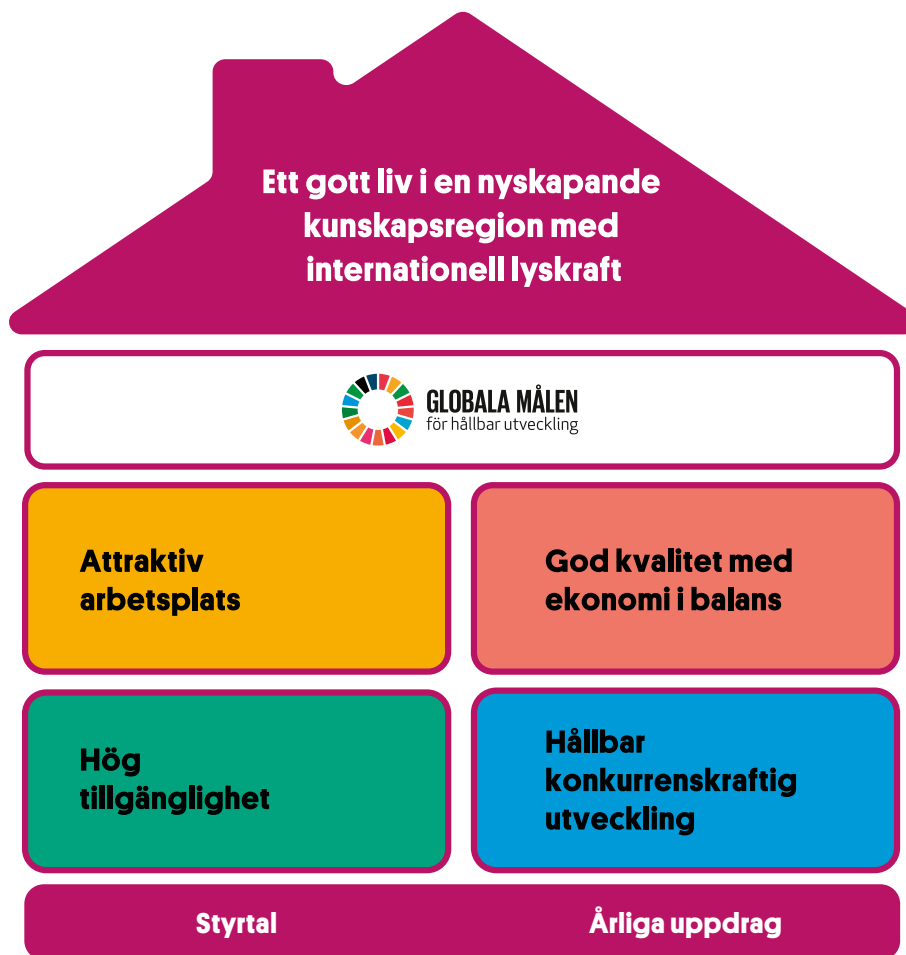 Ett gott liv i en nyskapande
kunskapsregion med
internationell lyskraft
GLOBALA MÅLEN
för hållbar utveckling
Attraktiv
arbetsplats
God kvalitet med
ekonomi i balans
Hög
tillgänglighet
Hållbar
konkurrenskraftig
utveckling
Styrtal
Årliga uppdrag